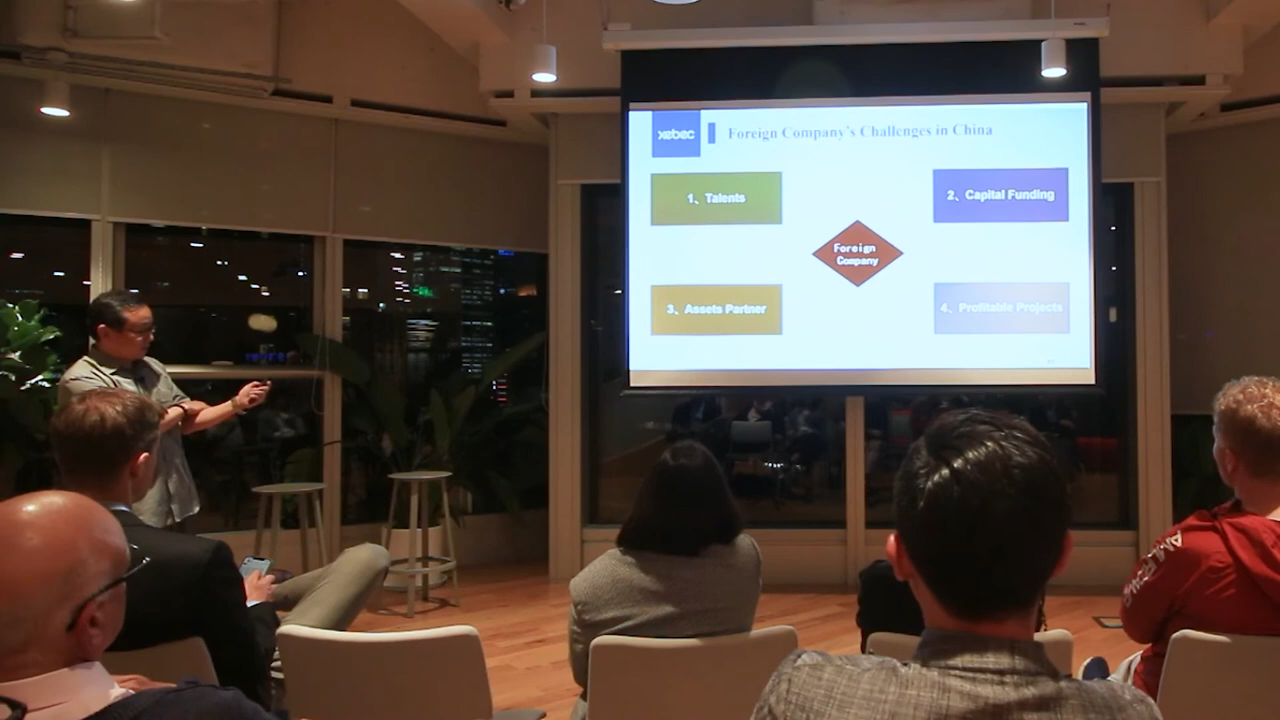 xebec
Foreign Company's Challenges in China
1、Talents
2、Capital Funding
Foreign
Company
3、Assets Partner
4、Profitable Projects